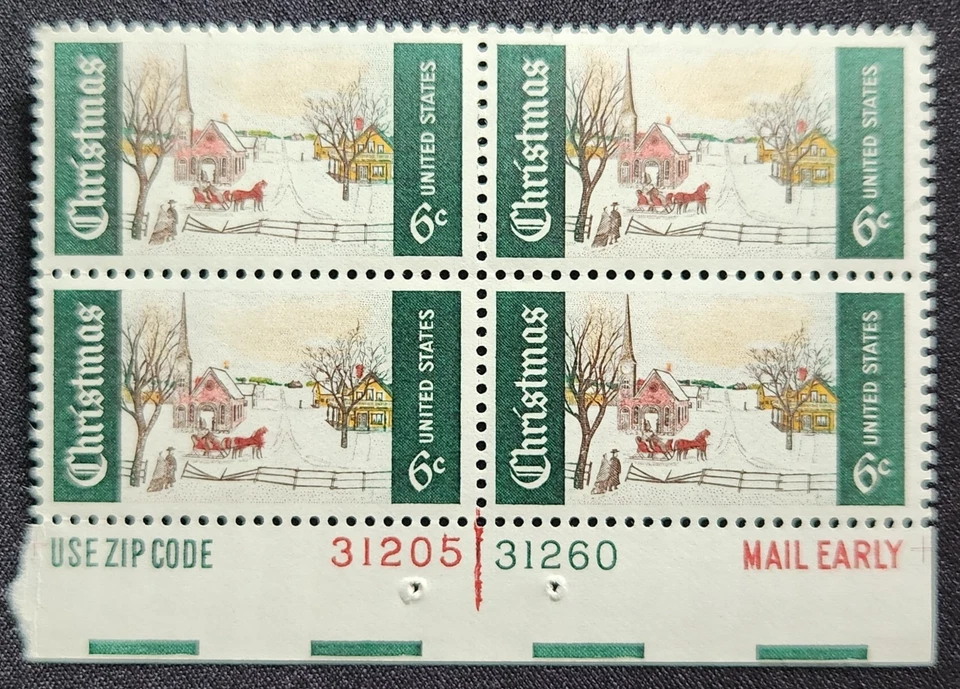 Christmas
6c UNITED STATES
Christmas
6c UNITED STATES
Christmas
6c UNITED STATES
Christmas
6c UNITED STATES
USE ZIP CODE 31205 31260 MAIL EARLY